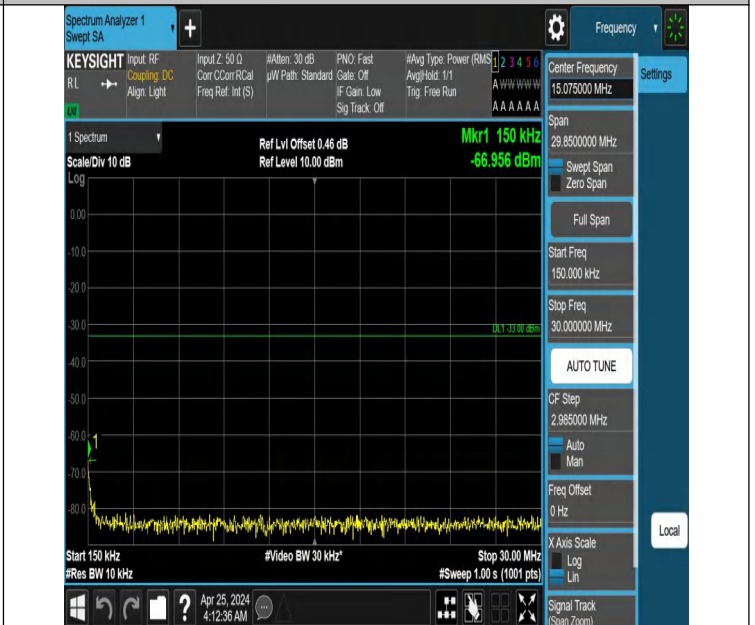 Spectrum Analyzer 1
Swept SA
+
Frequency
KEYSIGHT
RL
LXI
Input: RF
Coupling: DC
Align: Light
Input Z: 50 Ω
Corr CCorr RCal
Freq Ref: Int (S)
#Atten: 30 dB
µW Path: Standard
PNO: Fast
Gate: Off
IF Gain: Low
Sig Track: Off
#Avg Type: Power (RMS
Avg|Hold: 1/1
Trig: Free Run
1 2 3 4 5 6
A W W W W W
A A A A A A
1 Spectrum
Scale/Div 10 dB
Log
Ref Lvl Offset 0.46 dB
Ref Level 10.00 dBm
Mkr1 150 kHz
-66.956 dBm
0.00
-10.0
-20.0
-30.0
DL1 -33.00 dBm
-40.0
-50.0
-60.0
1
-70.0
-80.0
Start 150 kHz
#Res BW 10 kHz
#Video BW 30 kHz*
Stop 30.00 MHz
#Sweep 1.00 s (1001 pts)
?
Apr 25, 2024
4:12:36 AM
Center Frequency
15.075000 MHz
Settings
Span
29.8500000 MHz
Swept Span
Zero Span
Full Span
Start Freq
150.000 kHz
Stop Freq
30.000000 MHz
AUTO TUNE
CF Step
2.985000 MHz
Auto
Man
Freq Offset
0 Hz
Local
X Axis Scale
Log
Lin
Signal Track
(Span Zoom)